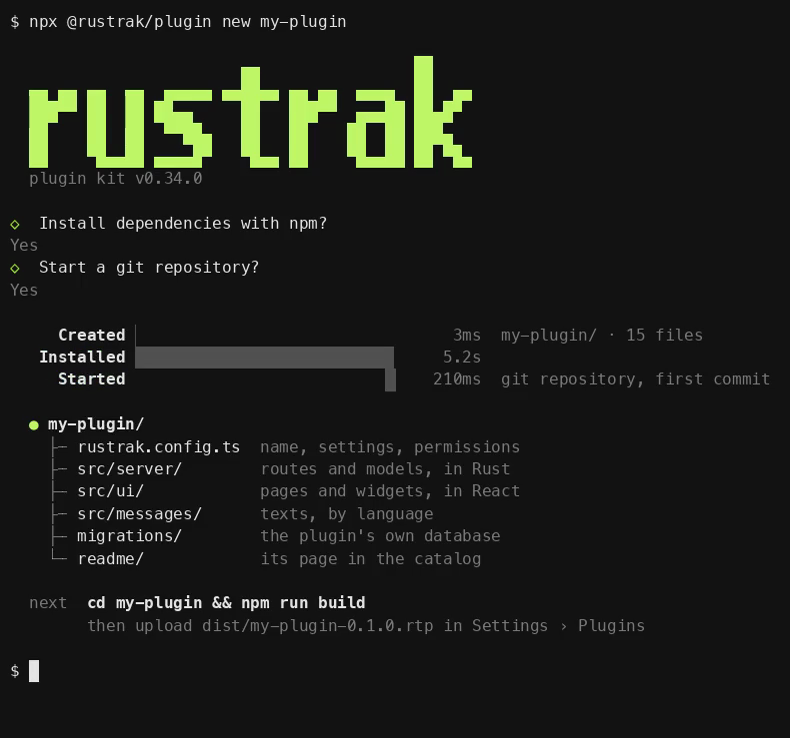 $ npx @rustrak/plugin new my-plugin
rustrak
plugin kit v0.34.0
◇ Install dependencies with npm?
Yes
◇ Start a git repository?
Yes
Created 3ms my-plugin/ · 15 files
Installed 5.2s
Started 210ms git repository, first commit
● my-plugin/
├─ rustrak.config.ts name, settings, permissions
├─ src/server/ routes and models, in Rust
├─ src/ui/ pages and widgets, in React
├─ src/messages/ texts, by language
├─ migrations/ the plugin's own database
└─ readme/ its page in the catalog
next cd my-plugin && npm run build
then upload dist/my-plugin-0.1.0.rtp in Settings › Plugins
$